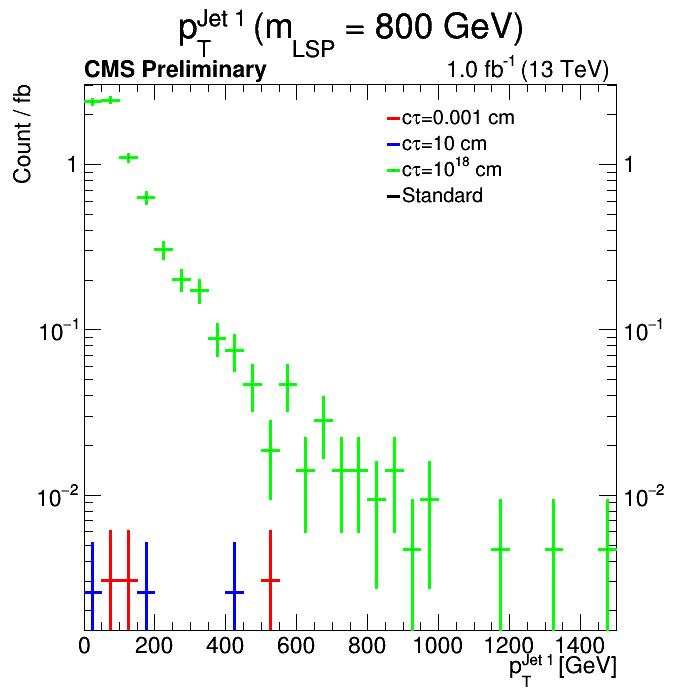 p_T^{Jet 1} (m_{LSP} = 800 GeV)
CMS Preliminary 1.0 fb^{-1} (13 TeV)
Count / fb
cτ=0.001 cm
cτ=10 cm
cτ=10^{18} cm
Standard
1 1
10^{−1} 10^{−1}
10^{−2} 10^{−2}
0 200 400 600 800 1000 1200 1400
p_T^{Jet 1} [GeV]